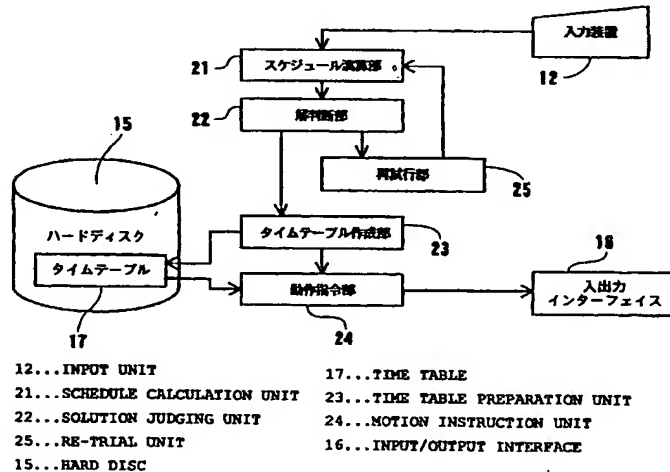 入力装置
21
スケジュール演算部
12
22
解判断部
15
再試行部
25
ハードディスク
タイムテーブル作成部
23
16
タイムテーブル
動作指令部
入出力
インターフェイス
17
24
12...INPUT UNIT
21...SCHEDULE CALCULATION UNIT
22...SOLUTION JUDGING UNIT
25...RE-TRIAL UNIT
15...HARD DISC
17...TIME TABLE
23...TIME TABLE PREPARATION UNIT
24...MOTION INSTRUCTION UNIT
16...INPUT/OUTPUT INTERFACE